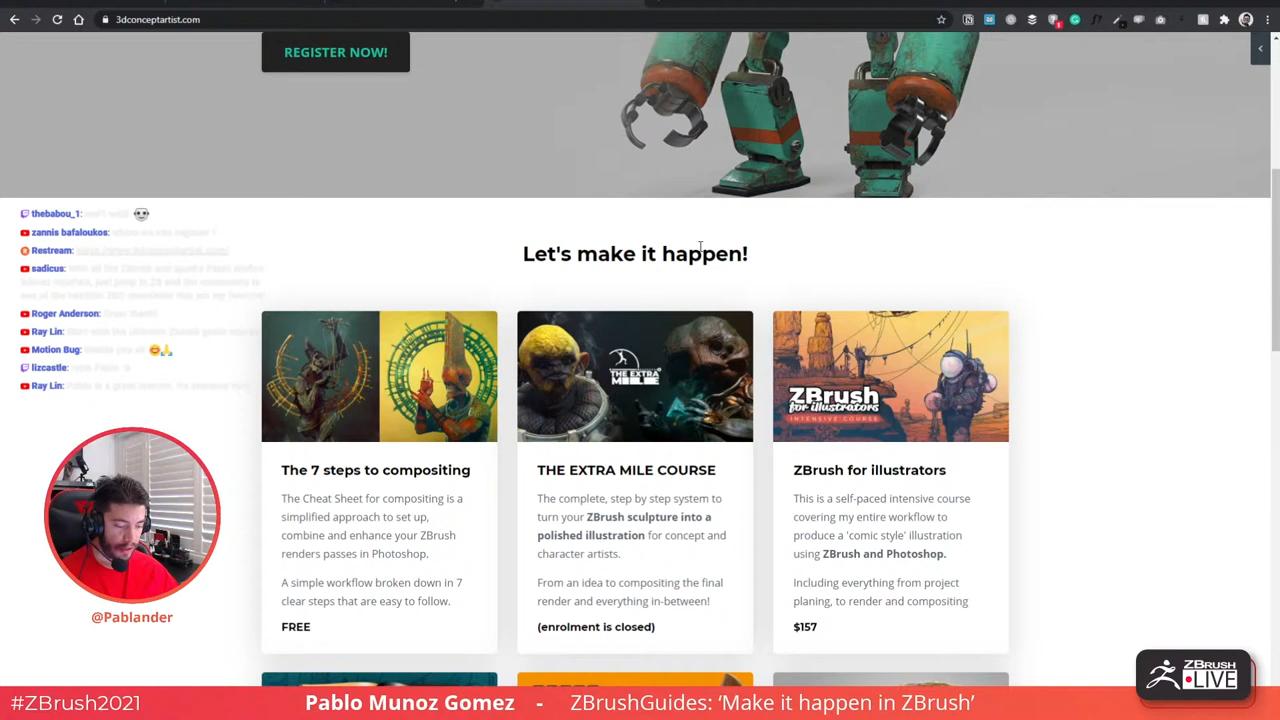 3dconceptartist.com
REGISTER NOW!
thebabou_1:
zannis bafaloukos:
Restream:
sadicus:
Roger Anderson:
Ray Lin:
Motion Bug:
lizcastle:
Ray Lin:
Let's make it happen!
THE EXTRA
MILE
ZBrush
for illustrators
INTENSIVE COURSE
The 7 steps to compositing
The Cheat Sheet for compositing is a
simplified approach to set up,
combine and enhance your ZBrush
renders passes in Photoshop.
A simple workflow broken down in 7
clear steps that are easy to follow.
FREE
THE EXTRA MILE COURSE
The complete, step by step system to
turn your ZBrush sculpture into a
polished illustration for concept and
character artists.
From an idea to compositing the final
render and everything in-between!
(enrolment is closed)
ZBrush for illustrators
This is a self-paced intensive course
covering my entire workflow to
produce a 'comic style' illustration
using ZBrush and Photoshop.
Including everything from project
planing, to render and compositing
$157
@Pablander
ZBRUSH
LIVE
#ZBrush2021
Pablo Munoz Gomez - ZBrushGuides: ‘Make it happen in ZBrush’